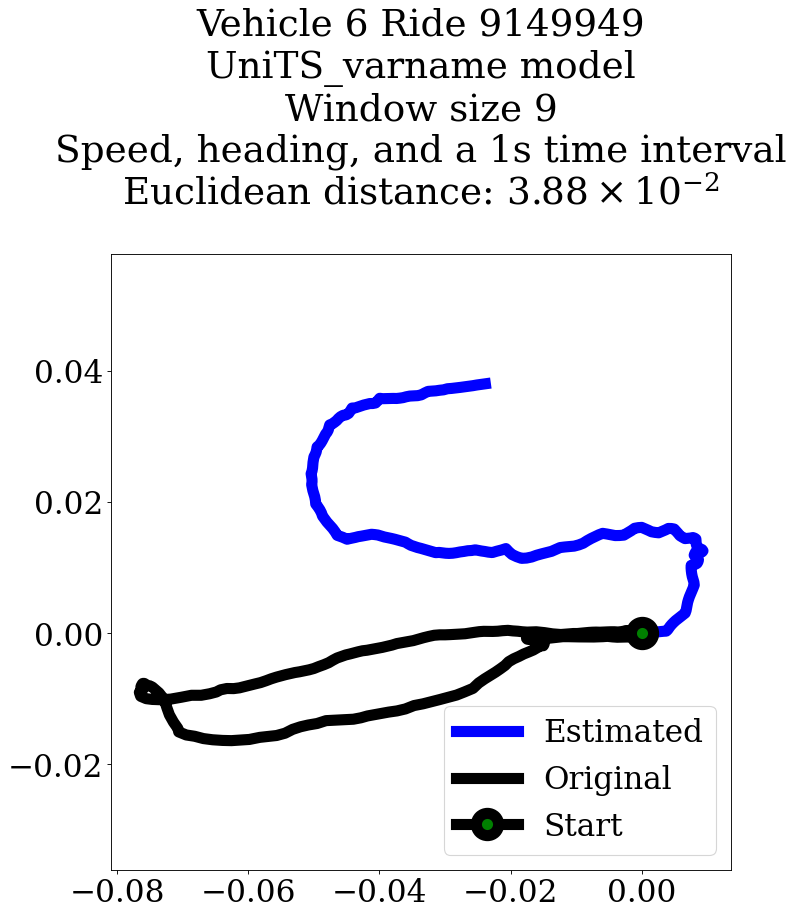 Vehicle 6 Ride 9149949
UniTS_varname model
Window size 9
Speed, heading, and a 1s time interval
Euclidean distance: 3.88 × 10⁻²
0.04
0.02
0.00
−0.02
Estimated
Original
Start
−0.08 −0.06 −0.04 −0.02 0.00